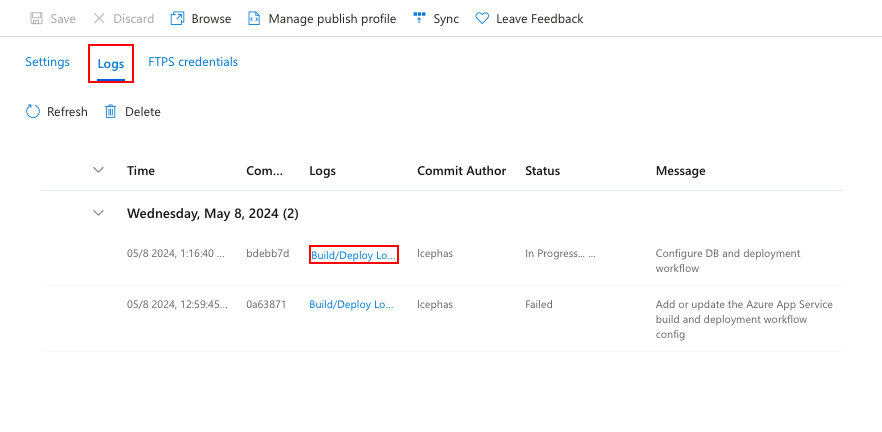 Save Discard Browse Manage publish profile Sync Leave Feedback
Settings Logs FTPS credentials
Refresh Delete
Time Com... Logs Commit Author Status Message
Wednesday, May 8, 2024 (2)
05/8 2024, 1:16:40 ... bdebb7d Build/Deploy Lo... lcephas In Progress... ... Configure DB and deployment
workflow
05/8 2024, 12:59:45... 0a63871 Build/Deploy Lo... lcephas Failed Add or update the Azure App Service
build and deployment workflow
config